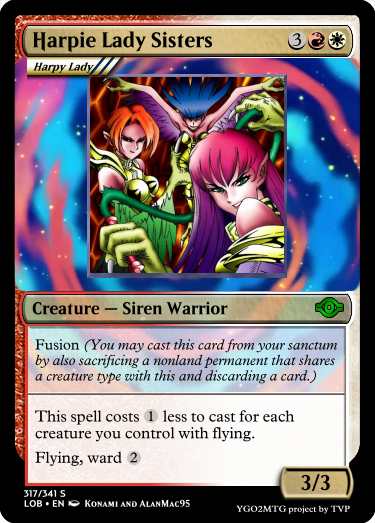 Harpie Lady Sisters 3
Harpy Lady
Creature — Siren Warrior
Fusion (You may cast this card from your sanctum
by also sacrificing a nonland permanent that shares
a creature type with this and discarding a card.)
This spell costs 1 less to cast for each
creature you control with flying.
Flying, ward 2
3/3
317/341 S
LOB • EN Konami and AlanMac95
YGO2MTG project by TVP